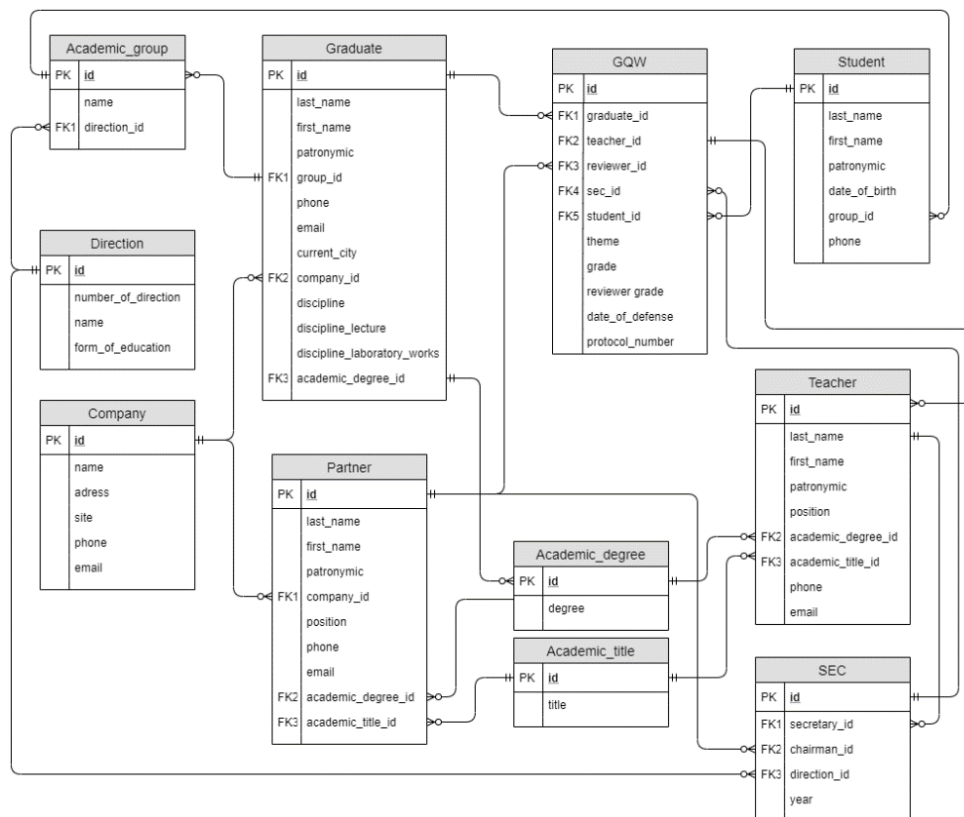 Academic_group
PK id
name
FK1 direction_id
Graduate
PK id
last_name
first_name
patronymic
FK1 group_id
phone
email
current_city
FK2 company_id
discipline
discipline_lecture
discipline_laboratory_works
FK3 academic_degree_id
GQW
PK id
FK1 graduate_id
FK2 teacher_id
FK3 reviewer_id
FK4 sec_id
FK5 student_id
theme
grade
reviewer grade
date_of_defense
protocol_number
Student
PK id
last_name
first_name
patronymic
date_of_birth
group_id
phone
Direction
PK id
number_of_direction
name
form_of_education
Company
PK id
name
adress
site
phone
email
Partner
PK id
last_name
first_name
patronymic
FK1 company_id
position
phone
email
FK2 academic_degree_id
FK3 academic_title_id
Academic_degree
PK id
degree
Academic_title
PK id
title
Teacher
PK id
last_name
first_name
patronymic
position
FK2 academic_degree_id
FK3 academic_title_id
phone
email
SEC
PK id
FK1 secretary_id
FK2 chairman_id
FK3 direction_id
year